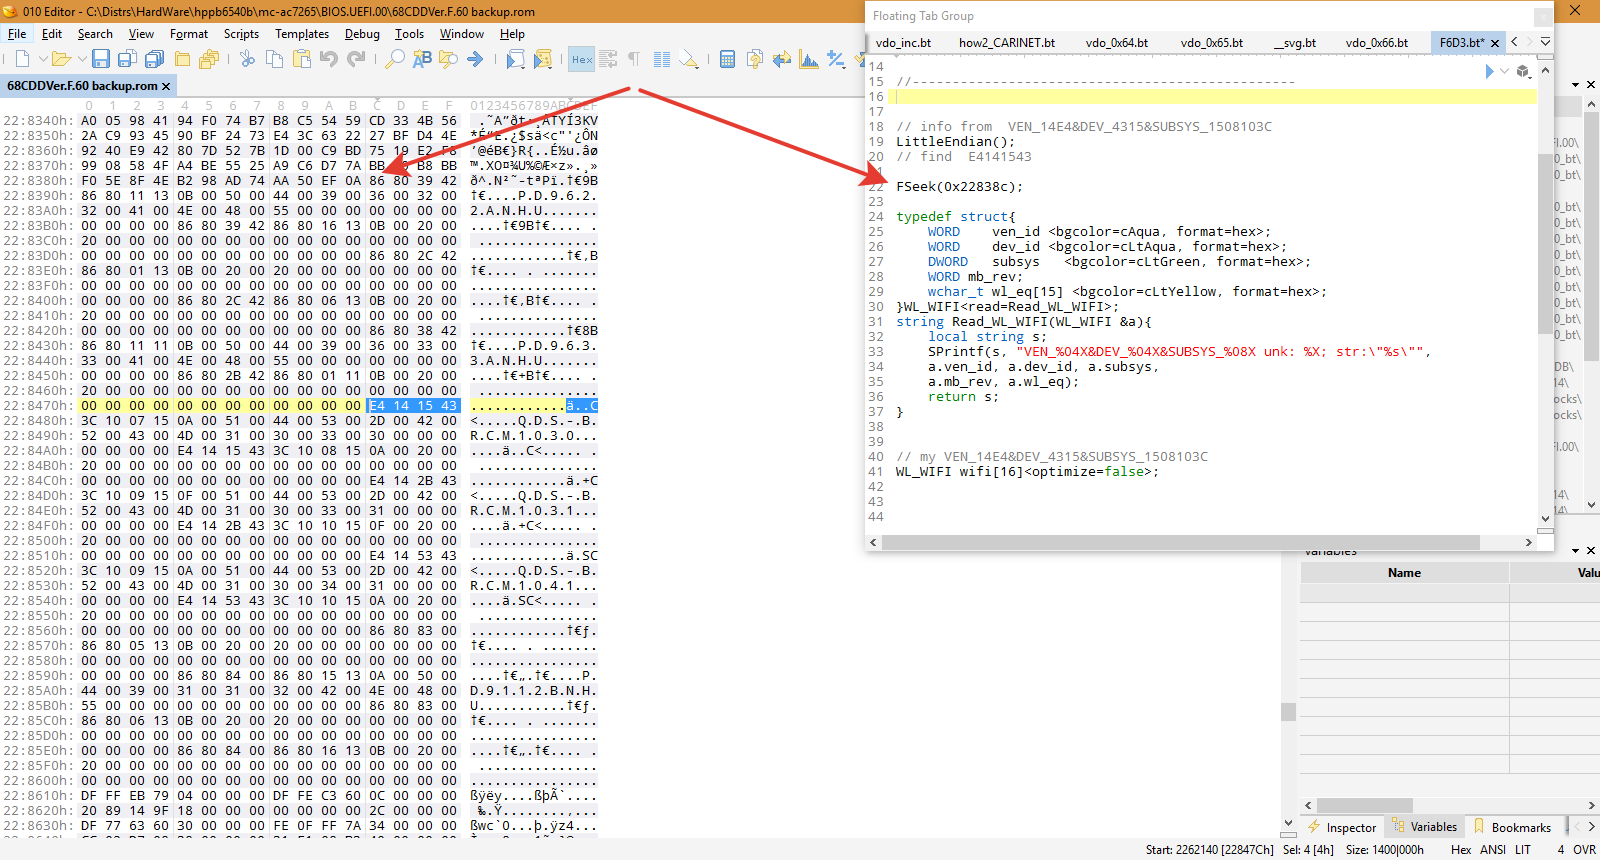 010 Editor - C:\Distrs\HardWare\hppb6540b\mc-ac7265\BIOS.UEFI.00\68CDDVer.F.60 backup.rom
File Edit Search View Format Scripts Templates Debug Tools Window Help
68CDDVer.F.60 backup.rom
0 1 2 3 4 5 6 7 8 9 A B C D E F 0123456789ABCDEF
22:8340h: A0 05 98 41 94 F0 74 B7 B8 C5 54 59 CD 33 4B 56
22:8350h: 2A C9 93 45 90 BF 24 73 E4 3C 63 22 27 BF D4 4E
22:8360h: 92 40 E9 42 80 7D 52 7B 1D 00 C9 BD 75 19 E2 F8
22:8370h: 99 08 58 4F A4 BE 55 25 A9 C6 D7 7A BB B8 BB
22:8380h: F0 5E 8F 4E B2 98 AD 74 AA 50 EF 0A 86 80 39 42
22:8390h: 86 80 11 13 0B 00 50 00 44 00 39 00 36 00 32 00 †€....P.D.9.6.2.
22:83A0h: 32 00 41 00 4E 00 48 00 55 00 00 00 00 00 00 00 2.A.N.H.U.......
22:83B0h: 00 00 00 00 86 80 39 42 86 80 16 13 0B 00 20 00 ....†€9B†€.... .
22:83C0h: 20 00 00 00 00 00 00 00 00 00 00 00 00 00 00 00 ...............
22:83D0h: 00 00 00 00 00 00 00 00 00 00 00 00 86 80 2C 42 ............†€,B
22:83E0h: 86 80 01 13 0B 00 20 00 20 00 00 00 00 00 00 00 †€.... . .......
22:83F0h: 00 00 00 00 00 00 00 00 00 00 00 00 00 00 00 00 ................
22:8400h: 00 00 00 00 86 80 2C 42 86 80 06 13 0B 00 20 00 ....†€,B†€.... .
22:8410h: 20 00 00 00 00 00 00 00 00 00 00 00 00 00 00 00 ...............
22:8420h: 00 00 00 00 00 00 00 00 00 00 00 00 86 80 38 42 ............†€8B
22:8430h: 86 80 11 11 0B 00 50 00 44 00 39 00 36 00 33 00 †€....P.D.9.6.3.
22:8440h: 33 00 41 00 4E 00 48 00 55 00 00 00 00 00 00 00 3.A.N.H.U.......
22:8450h: 00 00 00 00 86 80 2B 42 86 80 01 11 0B 00 20 00 ....†€+B†€.... .
22:8460h: 20 00 00 00 00 00 00 00 00 00 00 00 00 00 00 00 ...............
22:8470h: 00 00 00 00 00 00 00 00 00 00 00 00 E4 14 15 43 ............ä..C
22:8480h: 3C 10 07 15 0A 00 51 00 44 00 53 00 2D 00 42 00 <.....Q.D.S.-.B.
22:8490h: 52 00 43 00 4D 00 31 00 30 00 33 00 30 00 00 00 R.C.M.1.0.3.0...
22:84A0h: 00 00 00 00 E4 14 15 43 3C 10 08 15 0A 00 20 00 ....ä..C<..... .
22:84B0h: 20 00 00 00 00 00 00 00 00 00 00 00 00 00 00 00 ...............
22:84C0h: 00 00 00 00 00 00 00 00 00 00 00 00 E4 14 2B 43 ............ä.+C
22:84D0h: 3C 10 09 15 0F 00 51 00 44 00 53 00 2D 00 42 00 <.....Q.D.S.-.B.
22:84E0h: 52 00 43 00 4D 00 31 00 30 00 33 00 31 00 00 00 R.C.M.1.0.3.1...
22:84F0h: 00 00 00 00 E4 14 2B 43 3C 10 10 15 0F 00 20 00 ....ä.+C<..... .
22:8500h: 20 00 00 00 00 00 00 00 00 00 00 00 00 00 00 00 ...............
22:8510h: 00 00 00 00 00 00 00 00 00 00 00 00 E4 14 53 43 ............ä.SC
22:8520h: 3C 10 09 15 0A 00 51 00 44 00 53 00 2D 00 42 00 <.....Q.D.S.-.B.
22:8530h: 52 00 43 00 4D 00 31 00 30 00 34 00 31 00 00 00 R.C.M.1.0.4.1...
22:8540h: 00 00 00 00 E4 14 53 43 3C 10 10 15 0A 00 20 00 ....ä.SC<..... .
22:8550h: 20 00 00 00 00 00 00 00 00 00 00 00 00 00 00 00 ...............
22:8560h: 00 00 00 00 00 00 00 00 00 00 00 00 86 80 83 00 ............†€ƒ.
22:8570h: 86 80 05 13 0B 00 20 00 20 00 00 00 00 00 00 00 †€.... . .......
22:8580h: 00 00 00 00 00 00 00 00 00 00 00 00 00 00 00 00 ................
22:8590h: 00 00 00 00 86 80 84 00 86 80 15 13 0A 00 50 00 ....†€„.†€....P.
22:85A0h: 44 00 39 00 31 00 31 00 32 00 42 00 4E 00 48 00 D.9.1.1.2.B.N.H.
22:85B0h: 55 00 00 00 00 00 00 00 00 00 00 00 86 80 83 00 U...........†€ƒ.
22:85C0h: 86 80 06 13 0B 00 20 00 20 00 00 00 00 00 00 00 †€.... . .......
22:85D0h: 00 00 00 00 00 00 00 00 00 00 00 00 00 00 00 00 ................
22:85E0h: 00 00 00 00 86 80 84 00 86 80 16 13 0B 00 20 00 ....†€„.†€.... .
22:85F0h: 20 00 00 00 00 00 00 00 00 00 00 00 00 00 00 00 ...............
22:8600h: 00 00 00 00 00 00 00 00 00 00 00 00 00 00 00 00 ................
22:8610h: DF FF EB 79 04 00 00 00 DF FE C3 60 0C 00 00 00 ßÿëy....ßþÃ`....
22:8620h: 20 89 14 9F 18 00 00 00 00 00 00 00 2C 00 00 00 ‰.Ÿ........,...
22:8630h: DF 77 63 60 30 00 00 00 FE 0F FF 7A 34 00 00 00 ßwc`0...þ.ÿz4...
Floating Tab Group
vdo_inc.bt how2_CARINET.bt vdo_0x64.bt vdo_0x65.bt __svg.bt vdo_0x66.bt F6D3.bt*
14
15 //------------------------------------------------
16
17
18 // info from VEN_14E4&DEV_4315&SUBSYS_1508103C
19 LittleEndian();
20 // find E4141543
21
22 FSeek(0x22838c);
23
24 typedef struct{
25 WORD ven_id <bgcolor=cAqua, format=hex>;
26 WORD dev_id <bgcolor=cLtAqua, format=hex>;
27 DWORD subsys <bgcolor=cLtGreen, format=hex>;
28 WORD mb_rev;
29 wchar_t wl_eq[15] <bgcolor=cLtYellow, format=hex>;
30 }WL_WIFI<read=Read_WL_WIFI>;
31 string Read_WL_WIFI(WL_WIFI &a){
32 local string s;
33 SPrintf(s, "VEN_%04X&DEV_%04X&SUBSYS_%08X unk: %X; str:\"%s\"",
34 a.ven_id, a.dev_id, a.subsys,
35 a.mb_rev, a.wl_eq);
36 return s;
37 }
38
39
40 // my VEN_14E4&DEV_4315&SUBSYS_1508103C
41 WL_WIFI wifi[16]<optimize=false>;
42
43
44
Variables
Name Valu
Inspector Variables Bookmarks
Start: 2262140 [22847Ch] Sel: 4 [4h] Size: 1400|000h Hex ANSI LIT 4 OVR